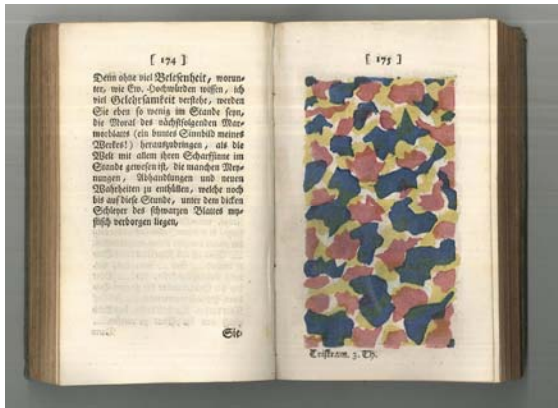 [ 174 ]
Denn ohne viel Belesenheit, worun-
ter, wie Ew. Hochwürden wissen, ich
viel Gelehrsamkeit verstehe, werden
Sie eben so wenig im Stande seyn,
die Moral des nächstfolgenden Mar-
morblatts (ein buntes Sinnbild meines
Werkes!) herauszubringen, als die
Welt mit allem ihren Scharfsinne im
Stande gewesen ist, die manchen Mey-
nungen, Abhandlungen und neuen
Wahrheiten zu enthüllen, welche noch
bis auf diese Stunde, unter dem dicken
Schleyer des schwarzen Blattes my-
stisch verborgen liegen.
Sie-
[ 175 ]
Tristram. 3. Th.